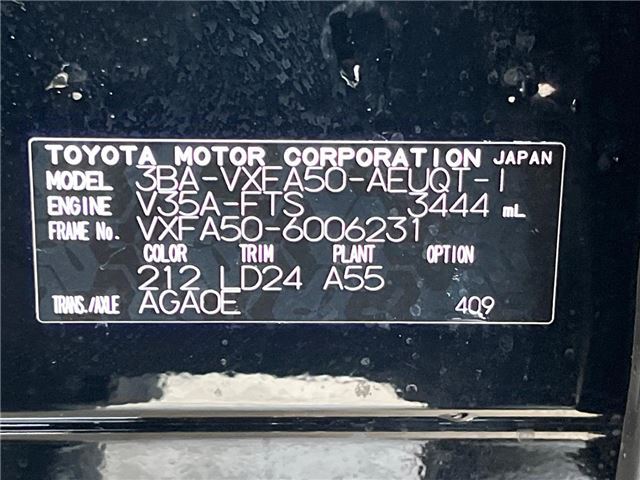 TOYOTA MOTOR CORPORATION JAPAN
MODEL 3BA-VXFA50-AEUQT-1
ENGINE V35A-FTS 3444 mL
FRAME No. VXFA50-6006231
COLOR TRIM PLANT OPTION
212 LD24 A55
TRANS./AXLE AGA0E 409